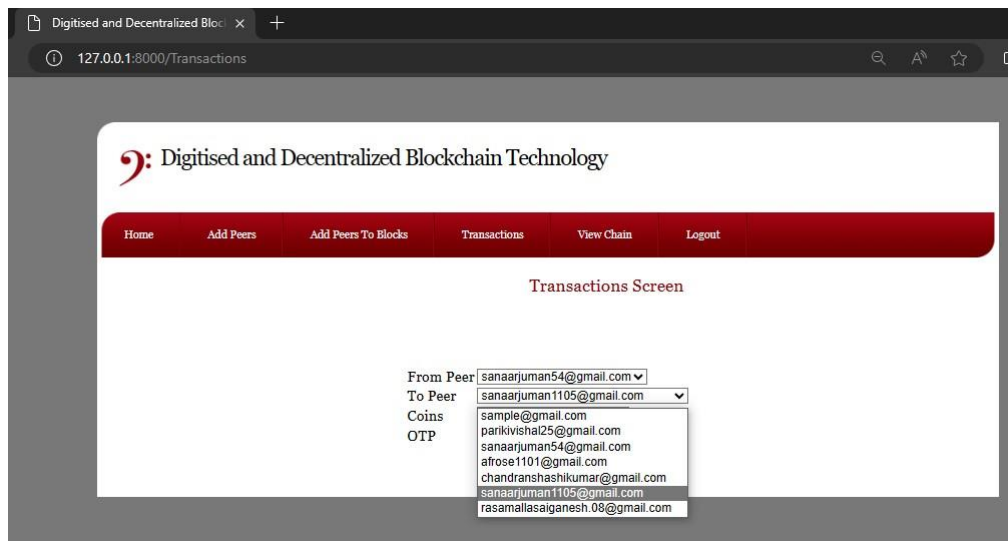 Digitised and Decentralized Bloc
127.0.0.1:8000/Transactions
Digitised and Decentralized Blockchain Technology
Home Add Peers Add Peers To Blocks Transactions View Chain Logout
Transactions Screen
From Peer sanaarjuman54@gmail.com
To Peer sanaarjuman1105@gmail.com
Coins
OTP
sample@gmail.com
parikivishal25@gmail.com
sanaarjuman54@gmail.com
afrose1101@gmail.com
chandranshashikumar@gmail.com
sanaarjuman1105@gmail.com
rasamallasaiganesh.08@gmail.com